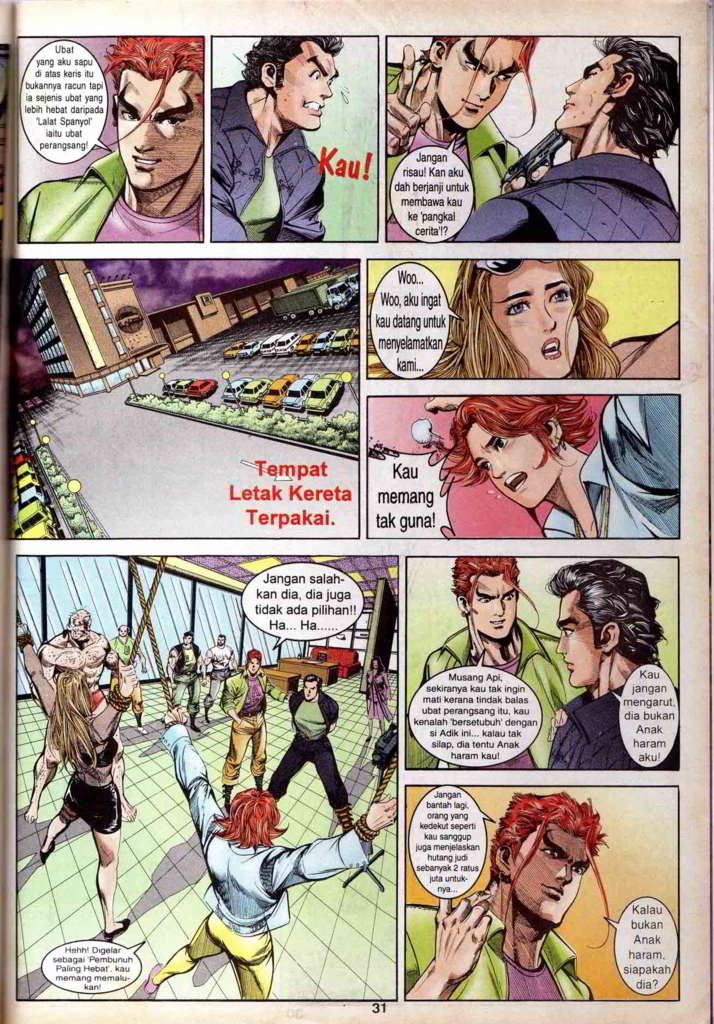 Ubat
yang aku sapu
di atas keris itu
bukannya racun tapi
ia sejenis ubat yang
lebih hebat daripada
'Lalat Spanyol'
iaitu ubat
perangsang!
Kau!
Jangan
risau! Kan aku
dah berjanji untuk
membawa kau
ke 'pangkal
cerita'!?
Tempat
Letak Kereta
Terpakai.
Woo...
Woo, aku ingat
kau datang untuk
menyelamatkan
kami...
Kau
memang
tak guna!
Jangan salah-
kan dia, dia juga
tidak ada pilihan!!
Ha... Ha......
Hehh! Digelar
sebagai 'Pembunuh
Paling Hebat', kau
memang memalu-
kan!
Musang Api,
sekiranya kau tak ingin
mati kerana tindak balas
ubat perangsang itu, kau
kenalah 'bersetubuh' dengan
si Adik ini... kalau tak
silap, dia tentu Anak
haram kau!
Kau
jangan
mengarut,
dia bukan
Anak
haram
aku!
Jangan
bantah lagi,
orang yang
kedekut seperti
kau sanggup
juga menjelaskan
hutang judi
sebanyak 2 ratus
juta untuk-
nya...
Kalau
bukan
Anak
haram,
siapakah
dia?
31